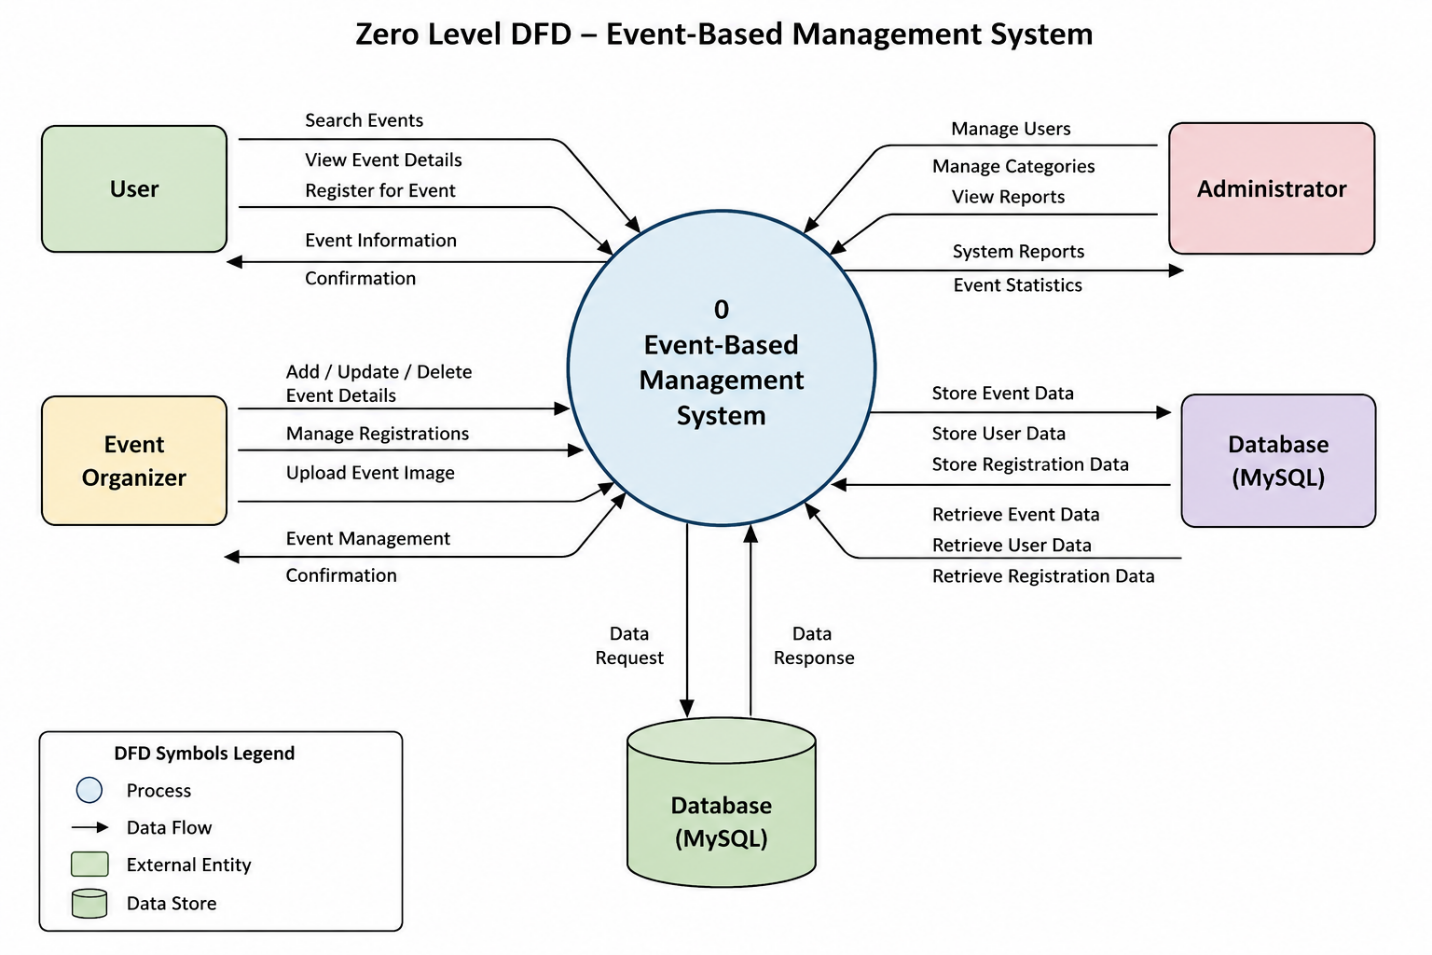 Zero Level DFD – Event-Based Management System
User
Search Events
View Event Details
Register for Event
Event Information
Confirmation
Manage Users
Manage Categories
View Reports
System Reports
Event Statistics
Administrator
0
Event-Based
Management
System
Event
Organizer
Add / Update / Delete
Event Details
Manage Registrations
Upload Event Image
Event Management
Confirmation
Store Event Data
Store User Data
Store Registration Data
Retrieve Event Data
Retrieve User Data
Retrieve Registration Data
Database
(MySQL)
Data
Request
Data
Response
Database
(MySQL)
DFD Symbols Legend
Process
Data Flow
External Entity
Data Store